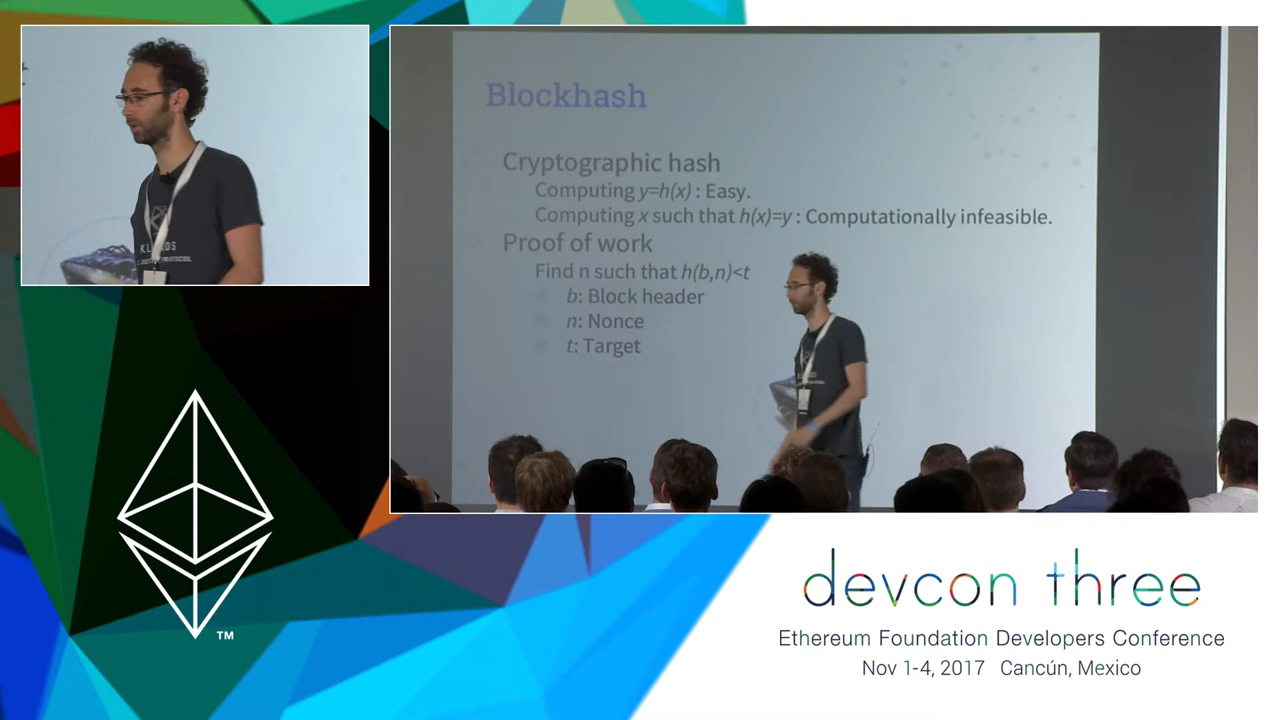 Blockhash
Cryptographic hash
Computing y=h(x) : Easy.
Computing x such that h(x)=y : Computationally infeasible.
Proof of work
Find n such that h(b,n)<t
b: Block header
n: Nonce
t: Target
TM
devcon three
Ethereum Foundation Developers Conference
Nov 1-4, 2017 Cancún, Mexico